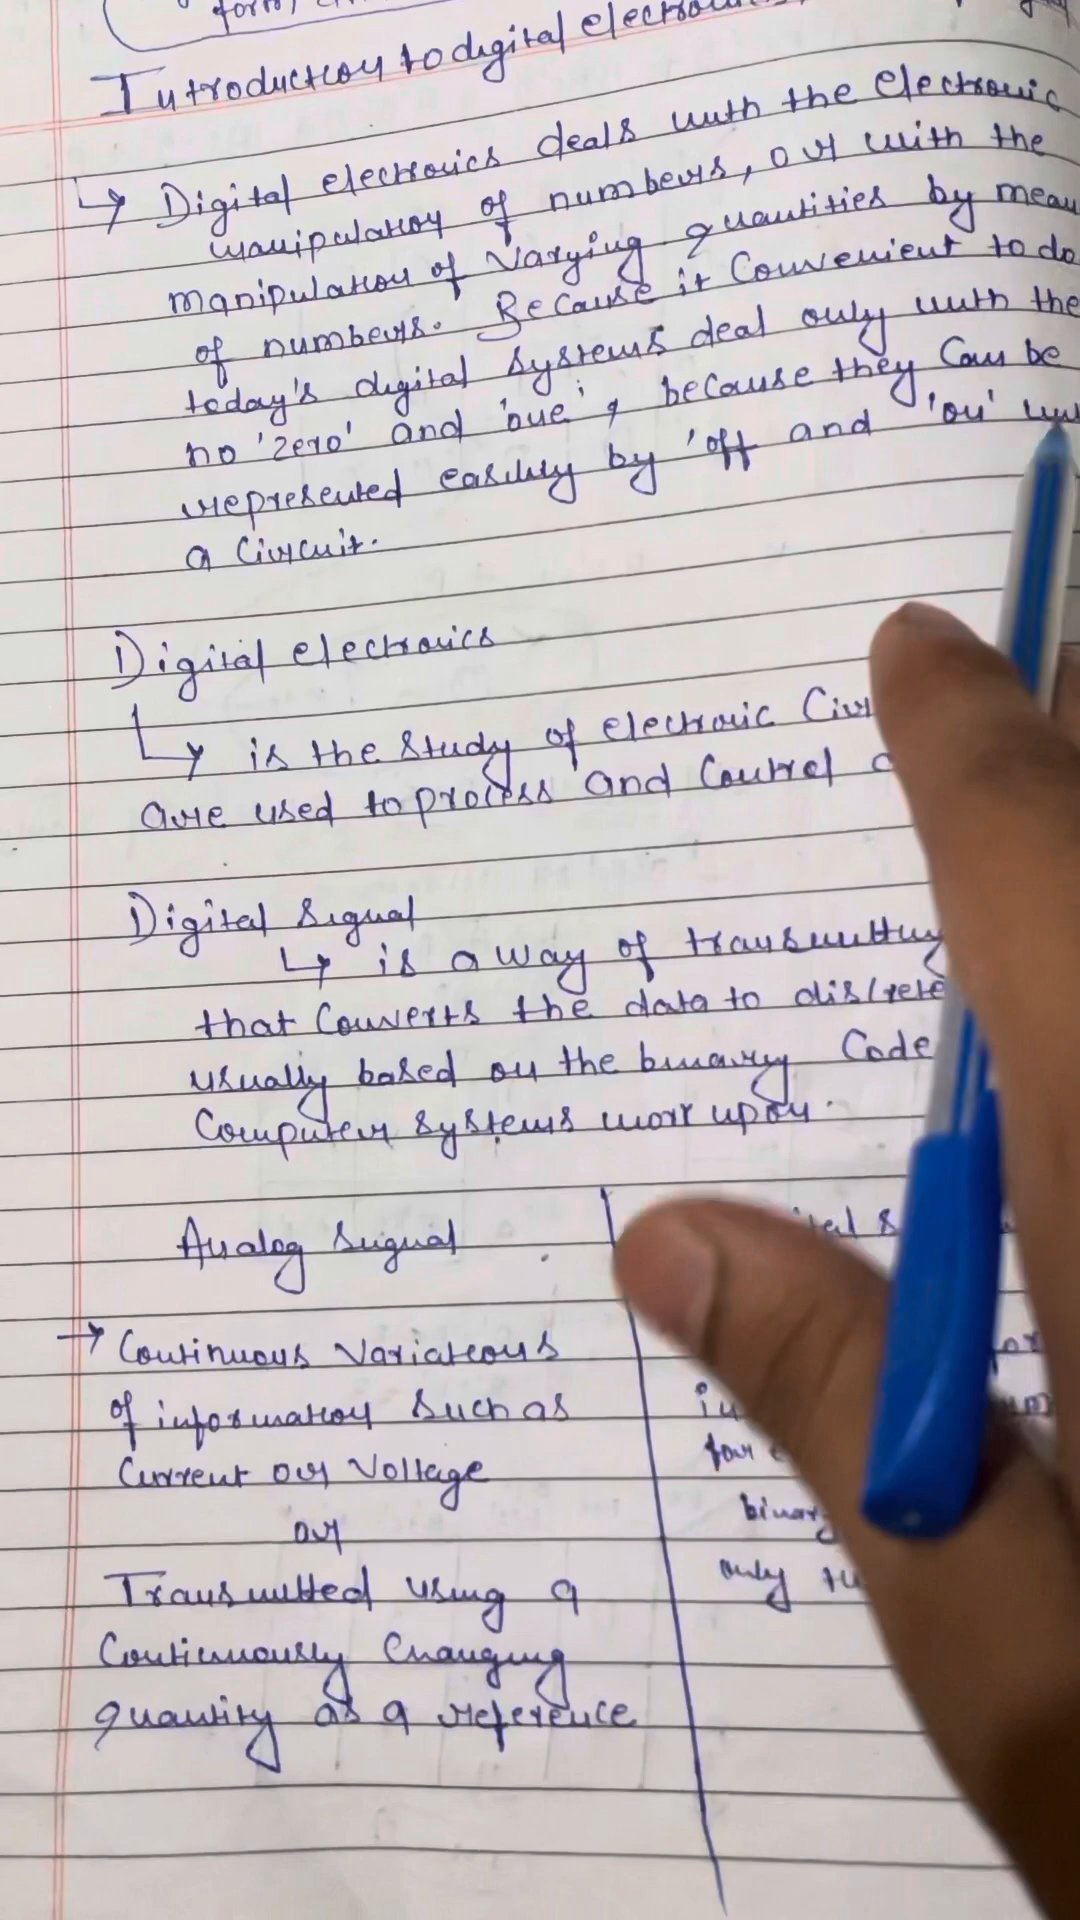 Introduction to digital electron
Digital electronics deals with the electronic
manipulation of numbers, or with the
manipulation of varying quantities by mean
of numbers. Because it convenient to do
today's digital systems deal only with the
no 'zero' and 'one', because they can be
represented easily by 'off and 'on'
a circuit.
Digital electronics
is the study of electronic Cir
are used to process and control
Digital signal
is a way of transmitting
that converts the data to discrete
usually based on the binary code
computer systems work upon.
Analog signal
→ Continuous variations
of information such as
current or voltage
or
Transmitted using a
continuously changing
quantity as a reference
binary
only